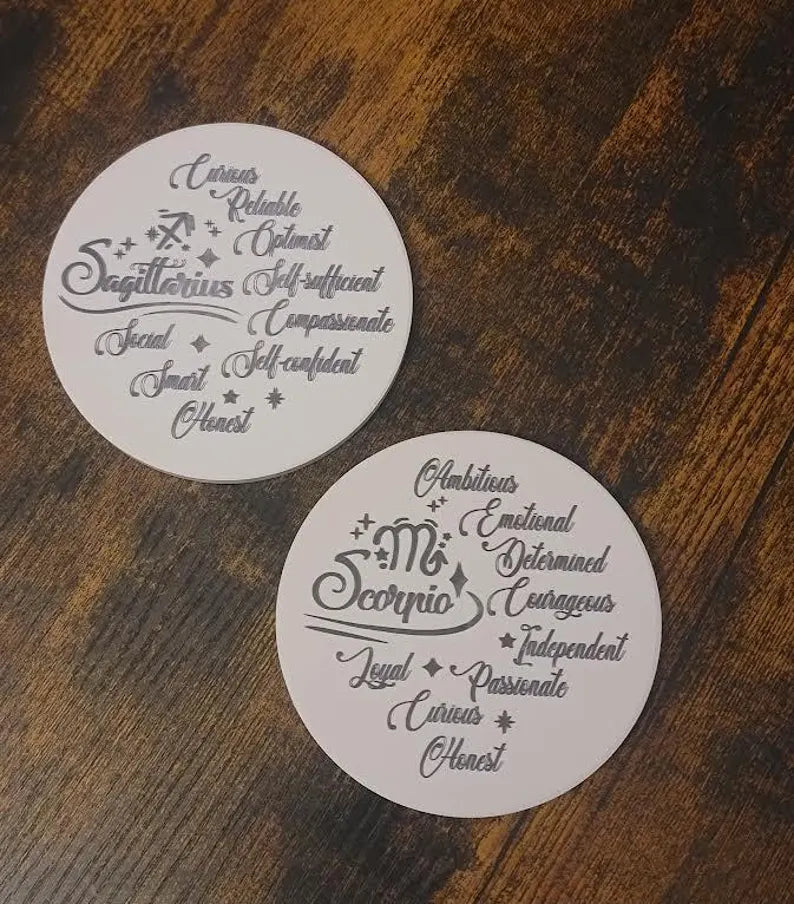 Curious
Reliable
Optimist
Sagittarius
Self-sufficient
Compassionate
Social
Self-confident
Smart
Honest
Ambitious
Emotional
Determined
Scorpio
Courageous
Independent
Loyal
Passionate
Curious
Honest